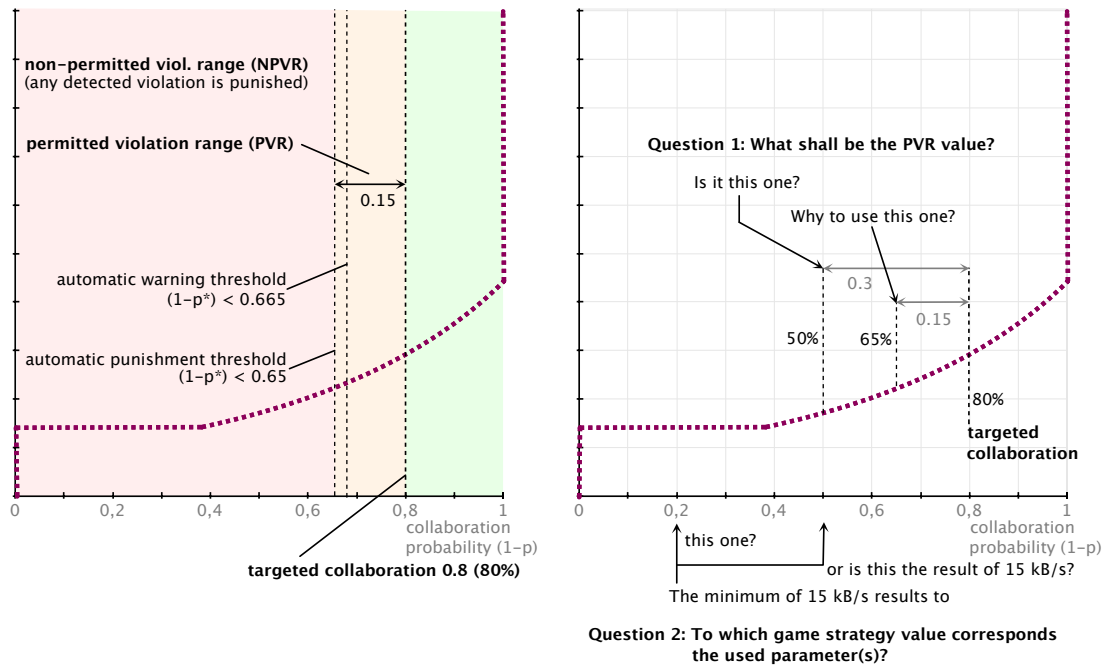 non-permitted viol. range (NPVR)
(any detected violation is punished)
permitted violation range (PVR)
0.15
automatic warning threshold
(1-p*) < 0.665
automatic punishment threshold
(1-p*) < 0.65
0
0,2
0,4
0,6
0,8
1
collaboration
probability (1-p)
targeted collaboration 0.8 (80%)
Question 1: What shall be the PVR value?
Is it this one?
Why to use this one?
0.3
0.15
50%
65%
80%
targeted
collaboration
0
0,2
0,4
0,6
0,8
1
collaboration
probability (1-p)
this one?
or is this the result of 15 kB/s?
The minimum of 15 kB/s results to
Question 2: To which game strategy value corresponds
the used parameter(s)?